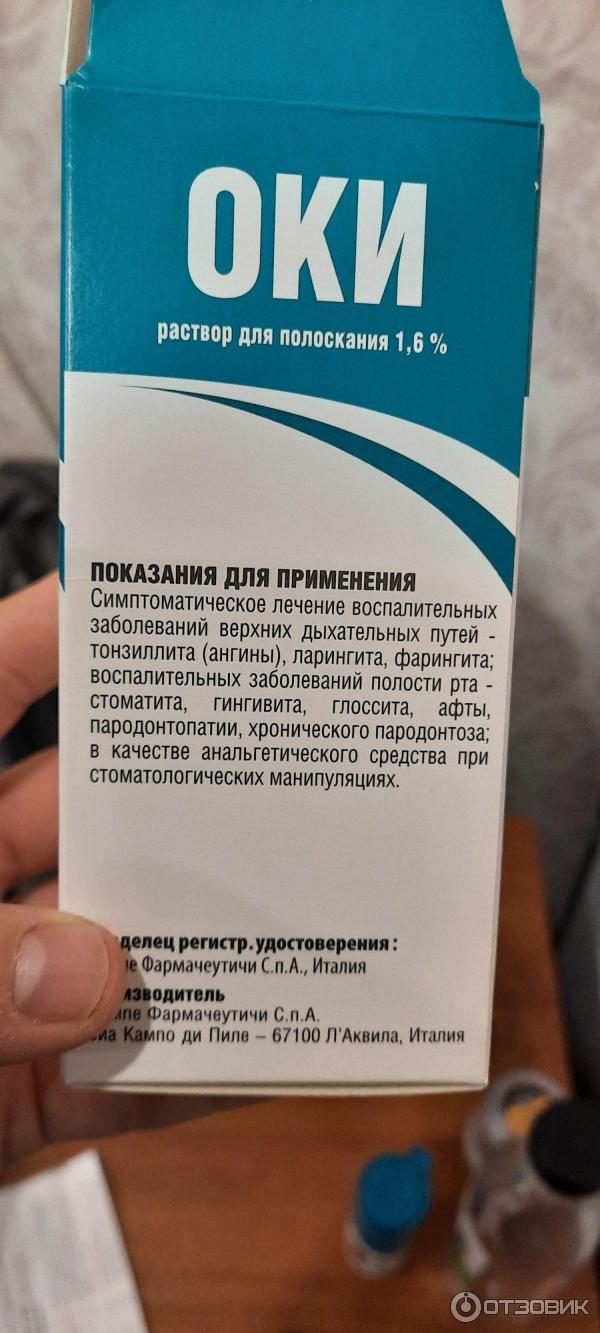 ОКИ
раствор для полоскания 1,6 %
ПОКАЗАНИЯ ДЛЯ ПРИМЕНЕНИЯ
Симптоматическое лечение воспалительных
заболеваний верхних дыхательных путей -
тонзиллита (ангины), ларингита, фарингита;
воспалительных заболеваний полости рта -
стоматита, гингивита, глоссита, афты,
пародонтопатии, хронического пародонтоза;
в качестве анальгетического средства при
стоматологических манипуляциях.
делец регистр.удостоверения :
е Фармачеутичи С.п.А., Италия
изводитель
ипе Фармачеутичи С.п.А.
иа Кампо ди Пиле – 67100 Л'Аквила, Италия
ОТЗОВИК